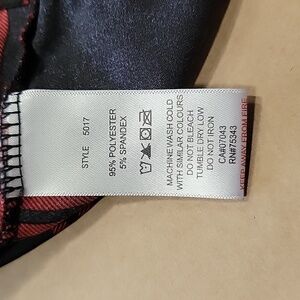 STYLE 5017
95% POLYESTER
5% SPANDEX
MACHINE WASH COLD
WITH SIMILAR COLOURS
DO NOT BLEACH
TUMBLE DRY LOW
DO NOT IRON
CA#07343
RN#75343
KEEP AWAY FROM FIRE